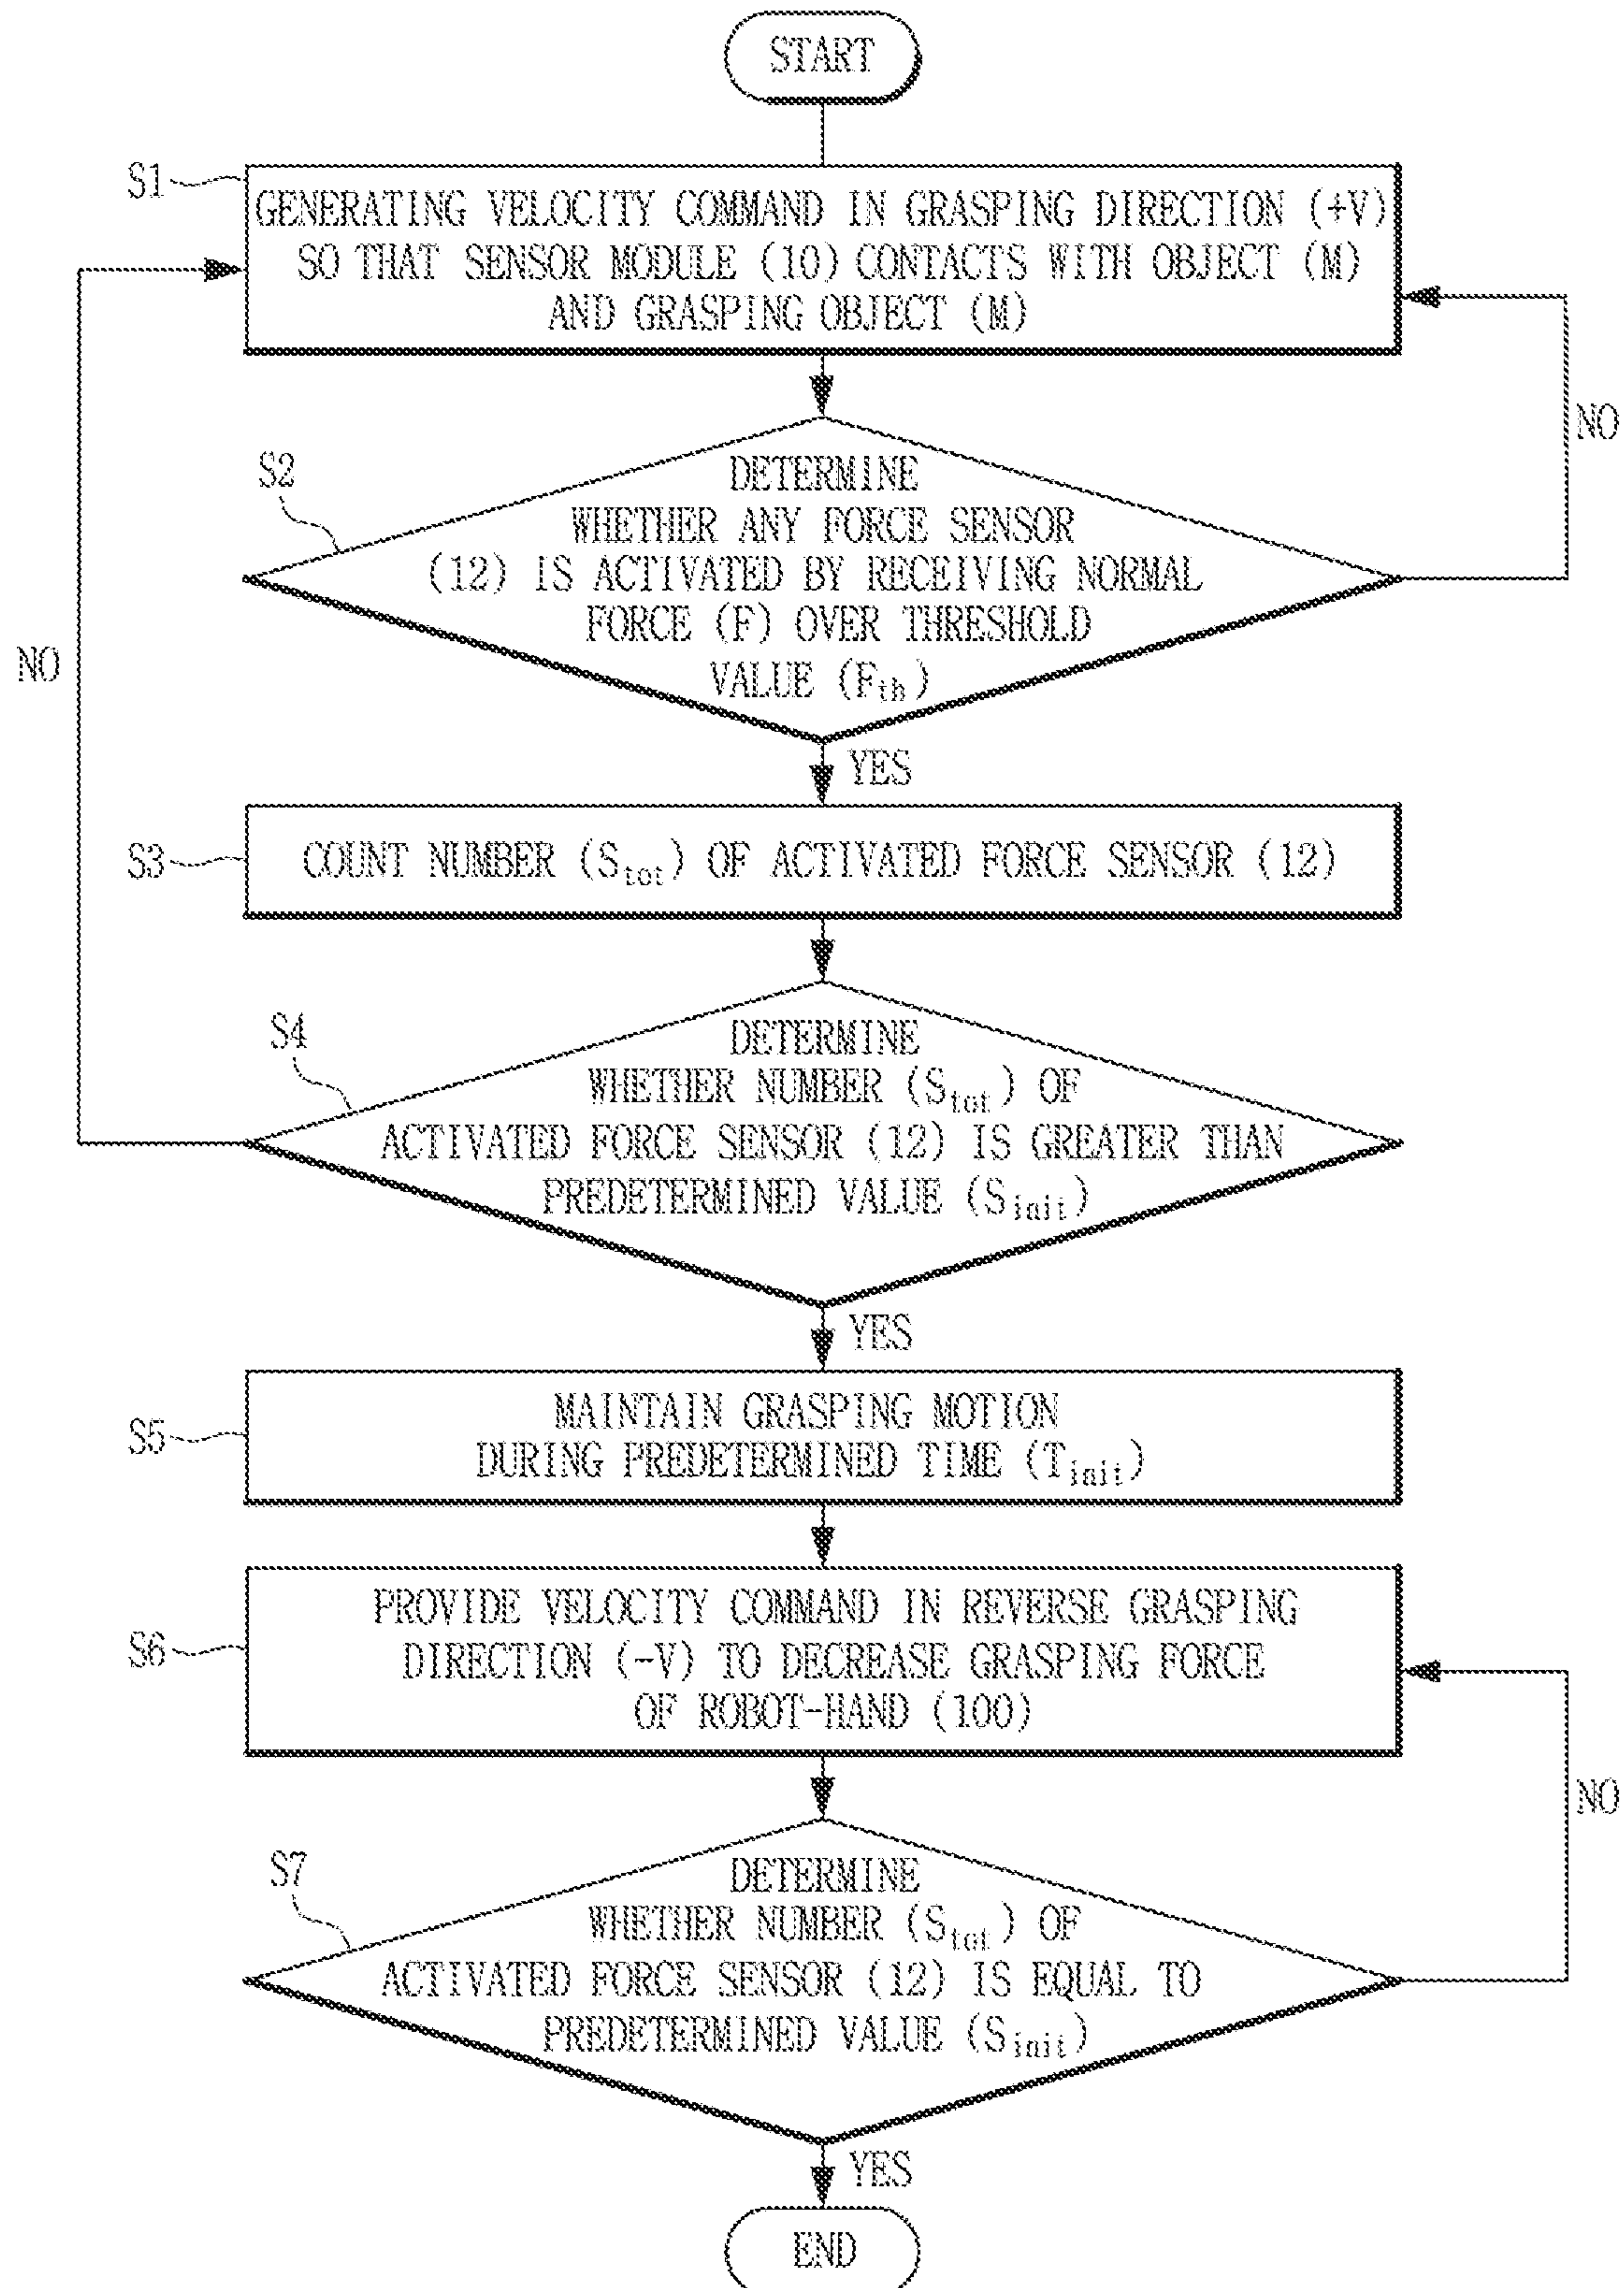 START
S1
GENERATING VELOCITY COMMAND IN GRASPING DIRECTION (+V)
SO THAT SENSOR MODULE (10) CONTACTS WITH OBJECT (M)
AND GRASPING OBJECT (M)
NO
S2
DETERMINE
WHETHER ANY FORCE SENSOR
(12) IS ACTIVATED BY RECEIVING NORMAL
FORCE (F) OVER THRESHOLD
VALUE (Fth)
NO
YES
S3
COUNT NUMBER (Stot) OF ACTIVATED FORCE SENSOR (12)
S4
DETERMINE
WHETHER NUMBER (Stot) OF
ACTIVATED FORCE SENSOR (12) IS GREATER THAN
PREDETERMINED VALUE (Sinit)
YES
S5
MAINTAIN GRASPING MOTION
DURING PREDETERMINED TIME (Tinit)
S6
PROVIDE VELOCITY COMMAND IN REVERSE GRASPING
DIRECTION (-V) TO DECREASE GRASPING FORCE
OF ROBOT-HAND (100)
NO
S7
DETERMINE
WHETHER NUMBER (Stot) OF
ACTIVATED FORCE SENSOR (12) IS EQUAL TO
PREDETERMINED VALUE (Sinit)
YES
END